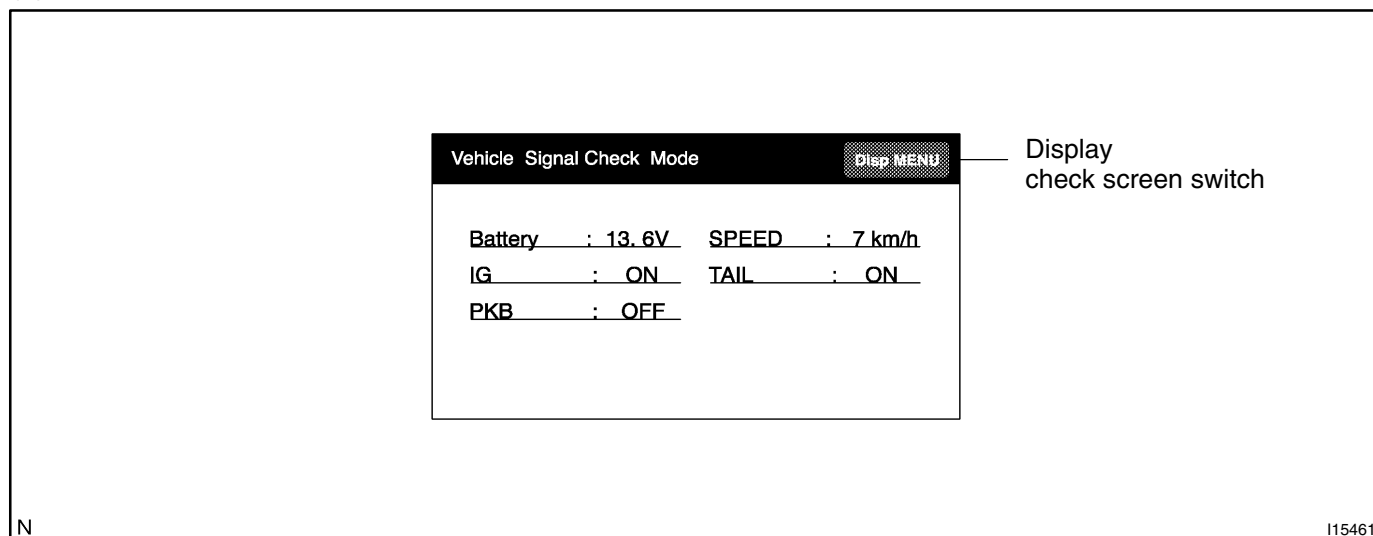 Vehicle Signal Check Mode Disp MENU
Display
check screen switch
Battery : 13. 6V SPEED : 7 km/h
IG : ON TAIL : ON
PKB : OFF
N
I15461